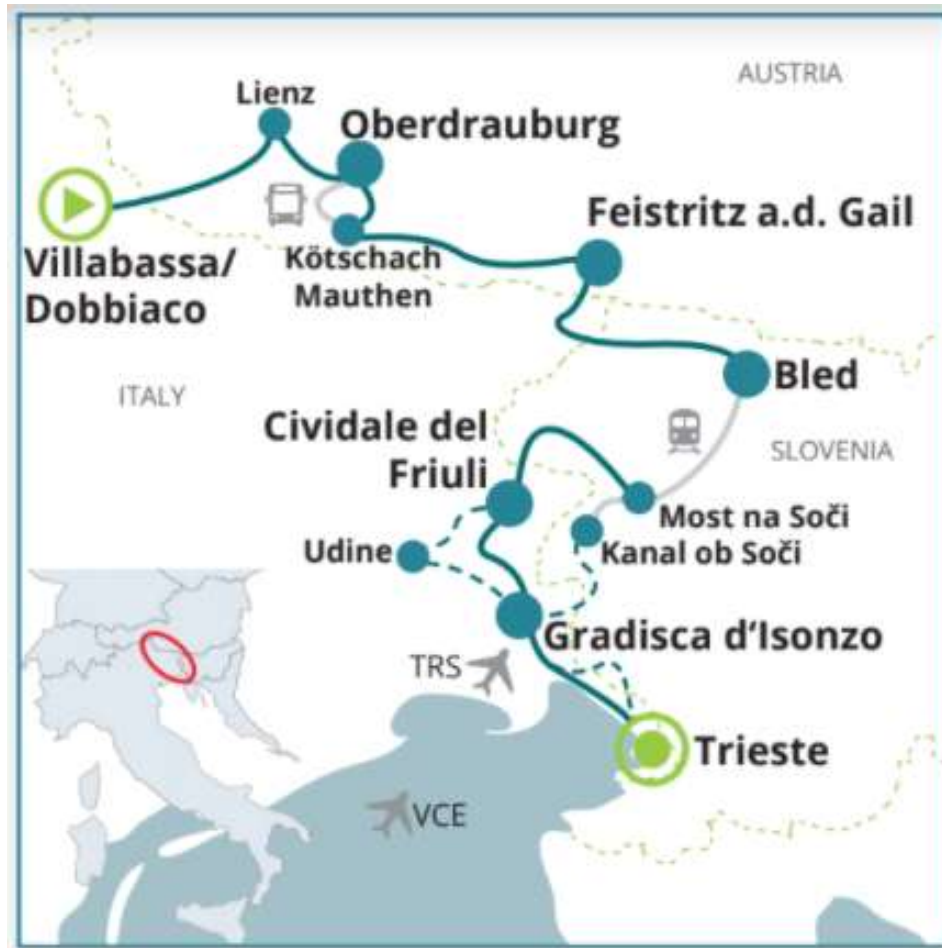 AUSTRIA
Lienz
Oberdrauburg
Feistritz a.d. Gail
Villabassa/
Dobbiaco
Kötschach
Mauthen
Bled
ITALY
Cividale del
Friuli
SLOVENIA
Most na Soči
Udine
Kanal ob Soči
Gradisca d'Isonzo
TRS
Trieste
VCE